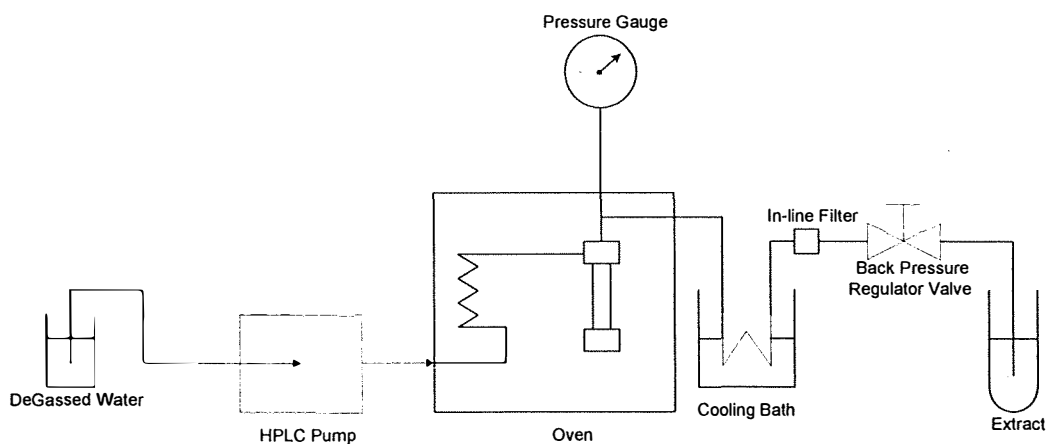 Pressure Gauge
In-line Filter
Back Pressure
Regulator Valve
DeGassed Water
HPLC Pump
Oven
Cooling Bath
Extract